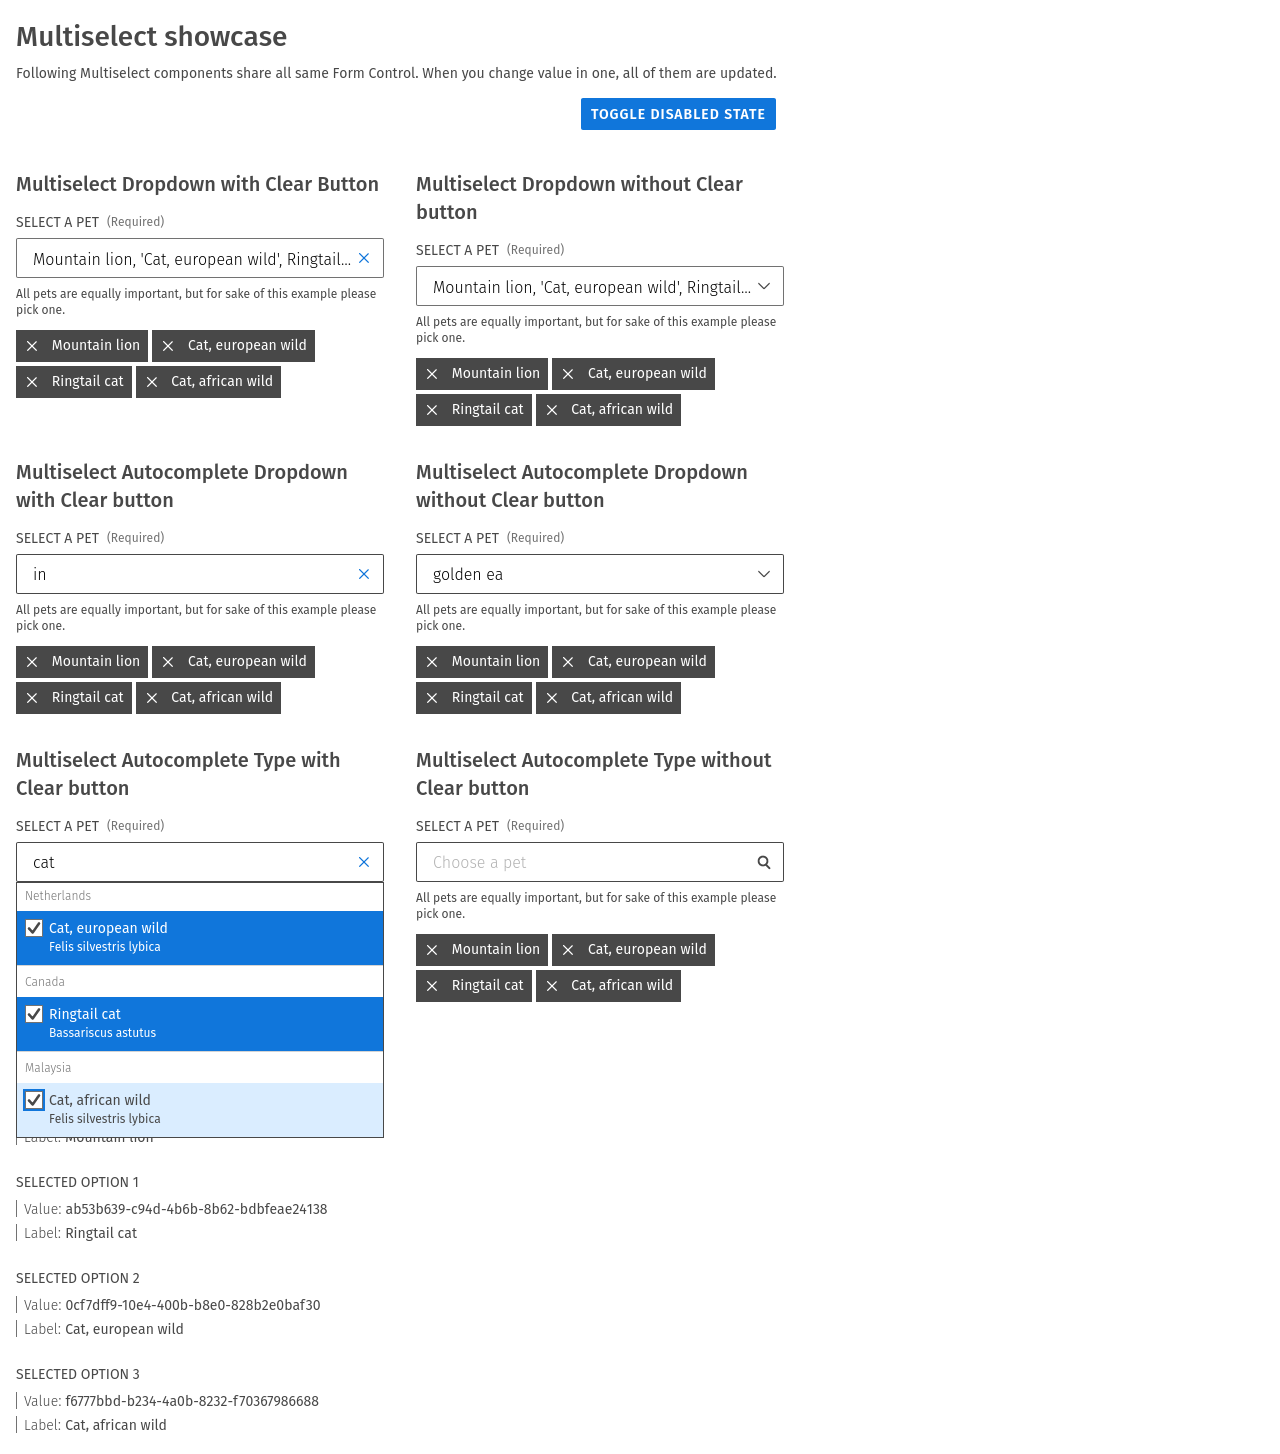 Multiselect showcase
Following Multiselect components share all same Form Control. When you change value in one, all of them are updated.
TOGGLE DISABLED STATE
Multiselect Dropdown with Clear Button
SELECT A PET (Required)
Mountain lion, 'Cat, european wild', Ringtail...
All pets are equally important, but for sake of this example please
pick one.
Mountain lion
Cat, european wild
Ringtail cat
Cat, african wild
Multiselect Dropdown without Clear
button
SELECT A PET (Required)
Mountain lion, 'Cat, european wild', Ringtail...
All pets are equally important, but for sake of this example please
pick one.
Mountain lion
Cat, european wild
Ringtail cat
Cat, african wild
Multiselect Autocomplete Dropdown
with Clear button
SELECT A PET (Required)
in
All pets are equally important, but for sake of this example please
pick one.
Mountain lion
Cat, european wild
Ringtail cat
Cat, african wild
Multiselect Autocomplete Dropdown
without Clear button
SELECT A PET (Required)
golden ea
All pets are equally important, but for sake of this example please
pick one.
Mountain lion
Cat, european wild
Ringtail cat
Cat, african wild
Multiselect Autocomplete Type with
Clear button
SELECT A PET (Required)
cat
Netherlands
Cat, european wild
Felis silvestris lybica
Canada
Ringtail cat
Bassariscus astutus
Malaysia
Cat, african wild
Felis silvestris lybica
Multiselect Autocomplete Type without
Clear button
SELECT A PET (Required)
Choose a pet
All pets are equally important, but for sake of this example please
pick one.
Mountain lion
Cat, european wild
Ringtail cat
Cat, african wild
Label: Mountain lion
SELECTED OPTION 1
Value: ab53b639-c94d-4b6b-8b62-bdbfeae24138
Label: Ringtail cat
SELECTED OPTION 2
Value: 0cf7dff9-10e4-400b-b8e0-828b2e0baf30
Label: Cat, european wild
SELECTED OPTION 3
Value: f6777bbd-b234-4a0b-8232-f70367986688
Label: Cat, african wild